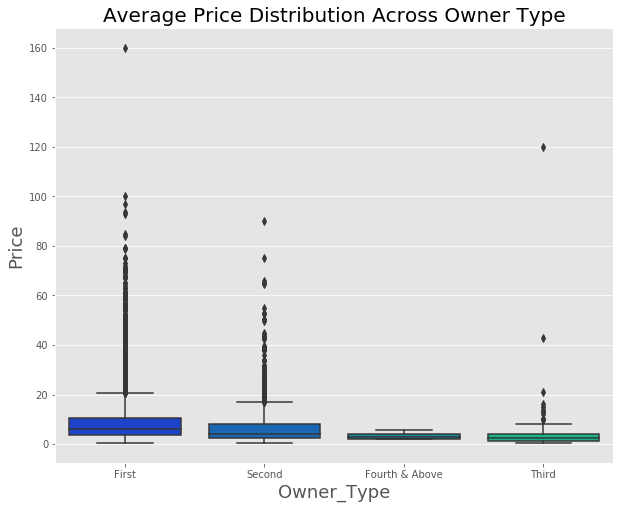 Average Price Distribution Across Owner Type
160
140
120
100
80
60
40
20
0
Price
First Second Fourth & Above Third
Owner_Type